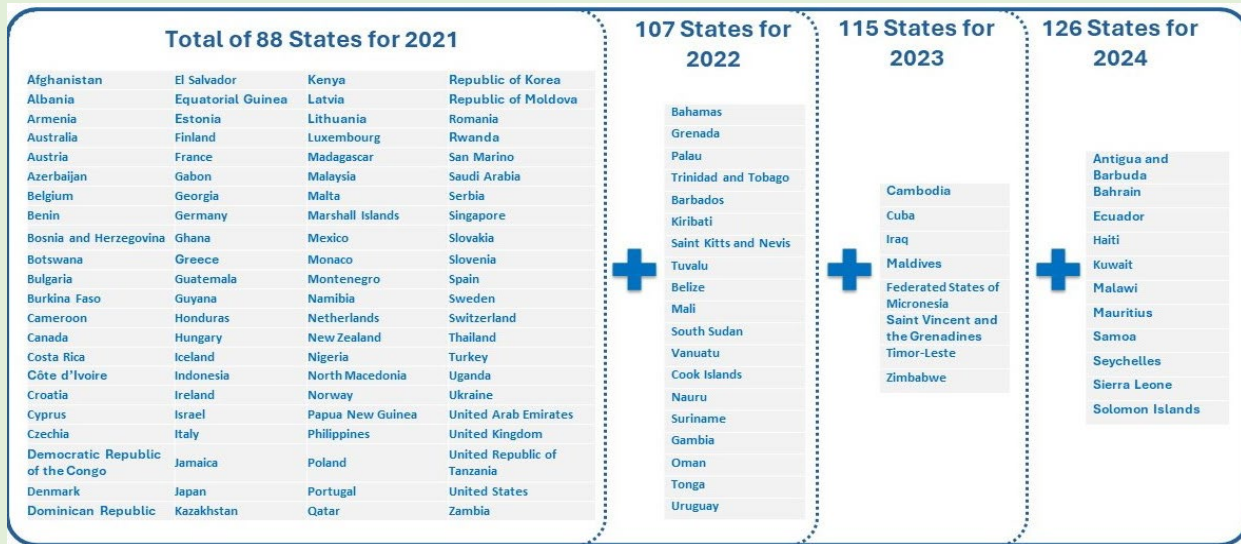 Total of 88 States for 2021
Afghanistan El Salvador Kenya Republic of Korea
Albania Equatorial Guinea Latvia Republic of Moldova
Armenia Estonia Lithuania Romania
Australia Finland Luxembourg Rwanda
Austria France Madagascar San Marino
Azerbaijan Gabon Malaysia Saudi Arabia
Belgium Georgia Malta Serbia
Benin Germany Marshall Islands Singapore
Bosnia and Herzegovina Ghana Mexico Slovakia
Botswana Greece Monaco Slovenia
Bulgaria Guatemala Montenegro Spain
Burkina Faso Guyana Namibia Sweden
Cameroon Honduras Netherlands Switzerland
Canada Hungary New Zealand Thailand
Costa Rica Iceland Nigeria Turkey
Côte d'Ivoire Indonesia North Macedonia Uganda
Croatia Ireland Norway Ukraine
Cyprus Israel Papua New Guinea United Arab Emirates
Czechia Italy Philippines United Kingdom
Democratic Republic
of the Congo Jamaica Poland United Republic of
Tanzania
Denmark Japan Portugal United States
Dominican Republic Kazakhstan Qatar Zambia
107 States for
2022
Bahamas
Grenada
Palau
Trinidad and Tobago
Barbados
Kiribati
Saint Kitts and Nevis
Tuvalu
Belize
Mali
South Sudan
Vanuatu
Cook Islands
Nauru
Suriname
Gambia
Oman
Tonga
Uruguay
115 States for
2023
Cambodia
Cuba
Iraq
Maldives
Federated States of
Micronesia
Saint Vincent and
the Grenadines
Timor-Leste
Zimbabwe
126 States for
2024
Antigua and
Barbuda
Bahrain
Ecuador
Haiti
Kuwait
Malawi
Mauritius
Samoa
Seychelles
Sierra Leone
Solomon Islands